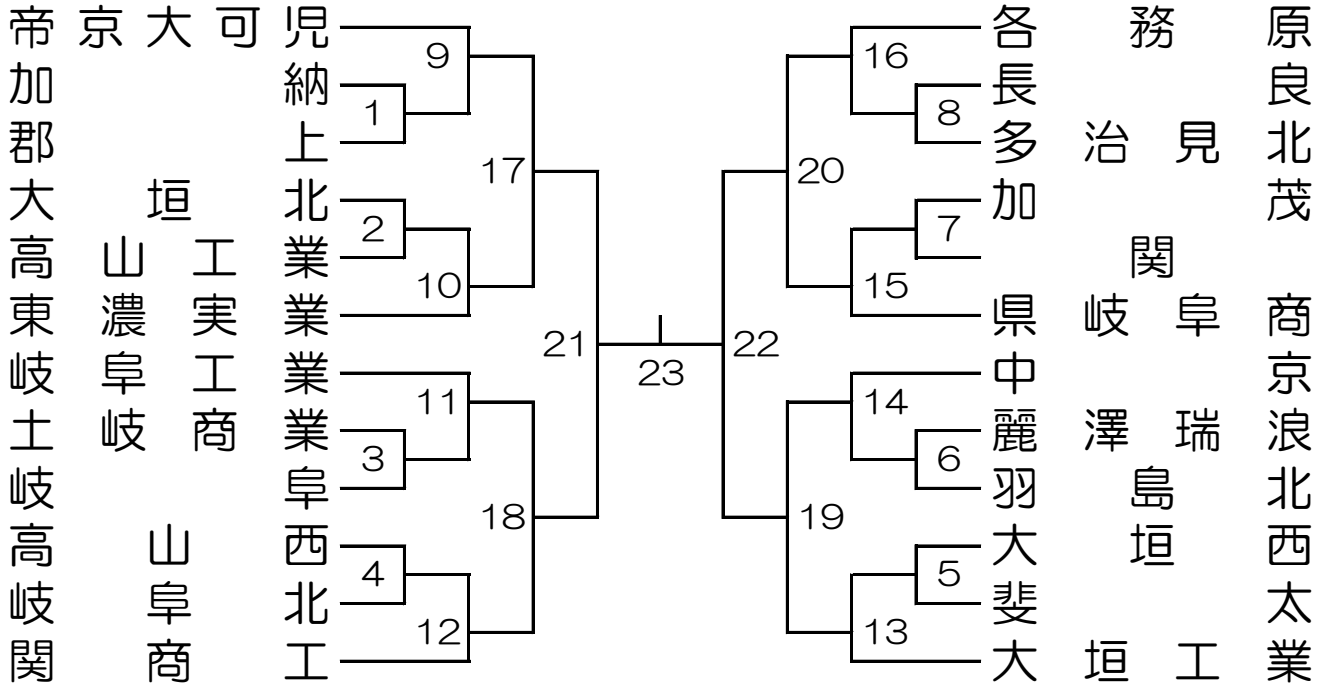 帝京大可児 各務原
9 16
加納 長良
1 8
郡上 多治見北
17 20
大垣北 加茂
2 7
高山工業 関
10 15
東濃実業 県岐阜商
21 22
23
岐阜工業 中京
11 14
土岐商業 麗澤瑞浪
3 6
岐阜 羽島北
18 19
高山西 大垣西
4 5
岐阜北 斐太
12 13
関商工 大垣工業